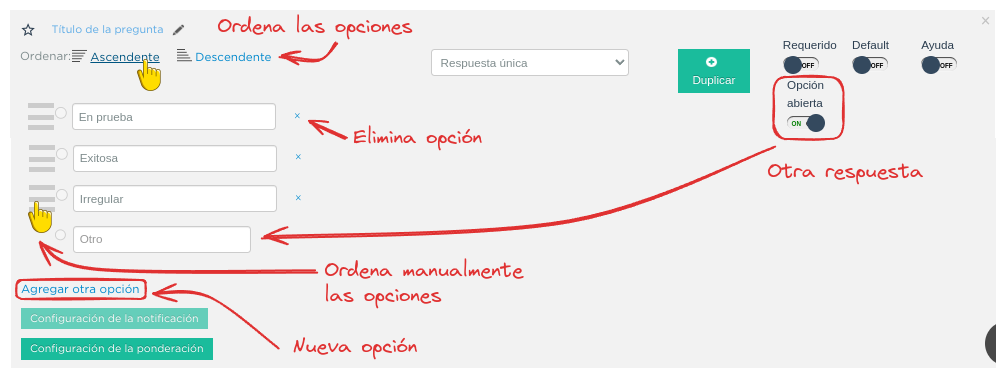 Título de la pregunta
Ordena las opciones
×
Ordenar: Ascendente Descendente
Respuesta única
Duplicar
Requerido Default Ayuda
OFF OFF OFF
Opción
abierta
ON
En prueba ×
Elimina opción
Exitosa ×
Otra respuesta
Irregular ×
Otro
Ordena manualmente
las opciones
Agregar otra opción
Configuración de la notificación
Nueva opción
Configuración de la ponderación